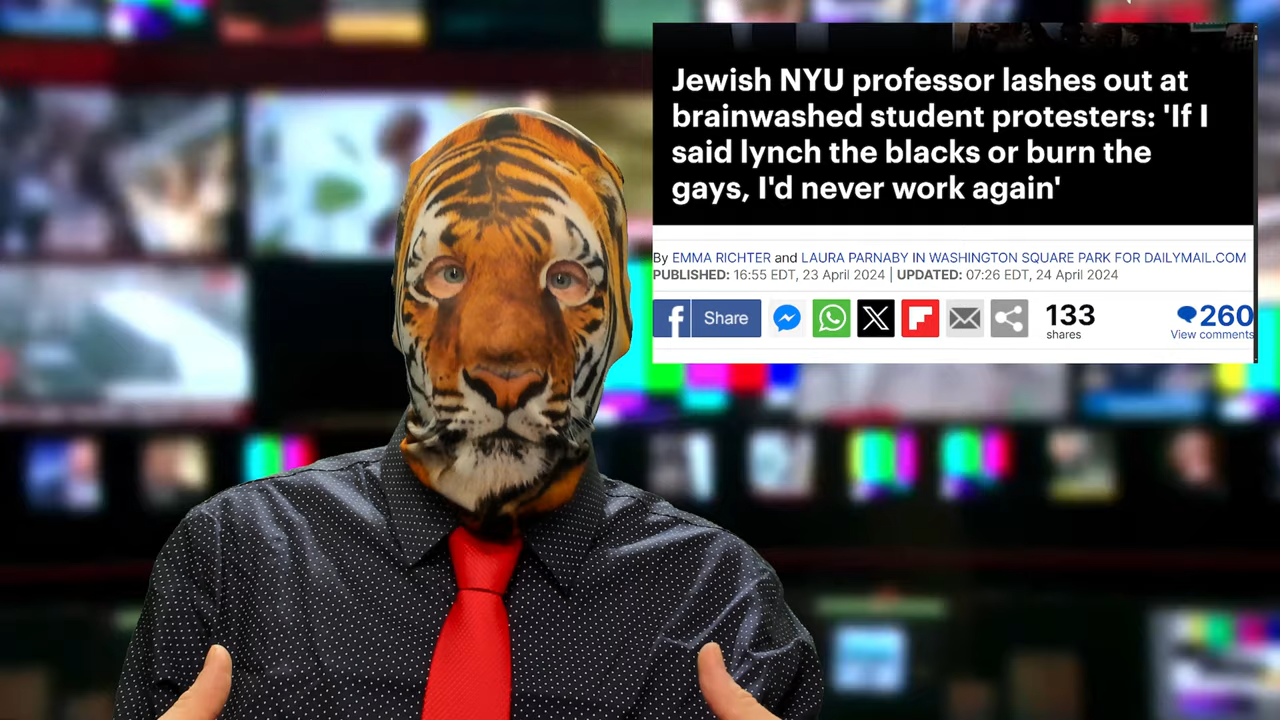 Jewish NYU professor lashes out at
brainwashed student protesters: 'If I
said lynch the blacks or burn the
gays, I'd never work again'
By EMMA RICHTER and LAURA PARNABY IN WASHINGTON SQUARE PARK FOR DAILYMAIL.COM
PUBLISHED: 16:55 EDT, 23 April 2024 | UPDATED: 07:26 EDT, 24 April 2024
f Share 133 260
shares View comments